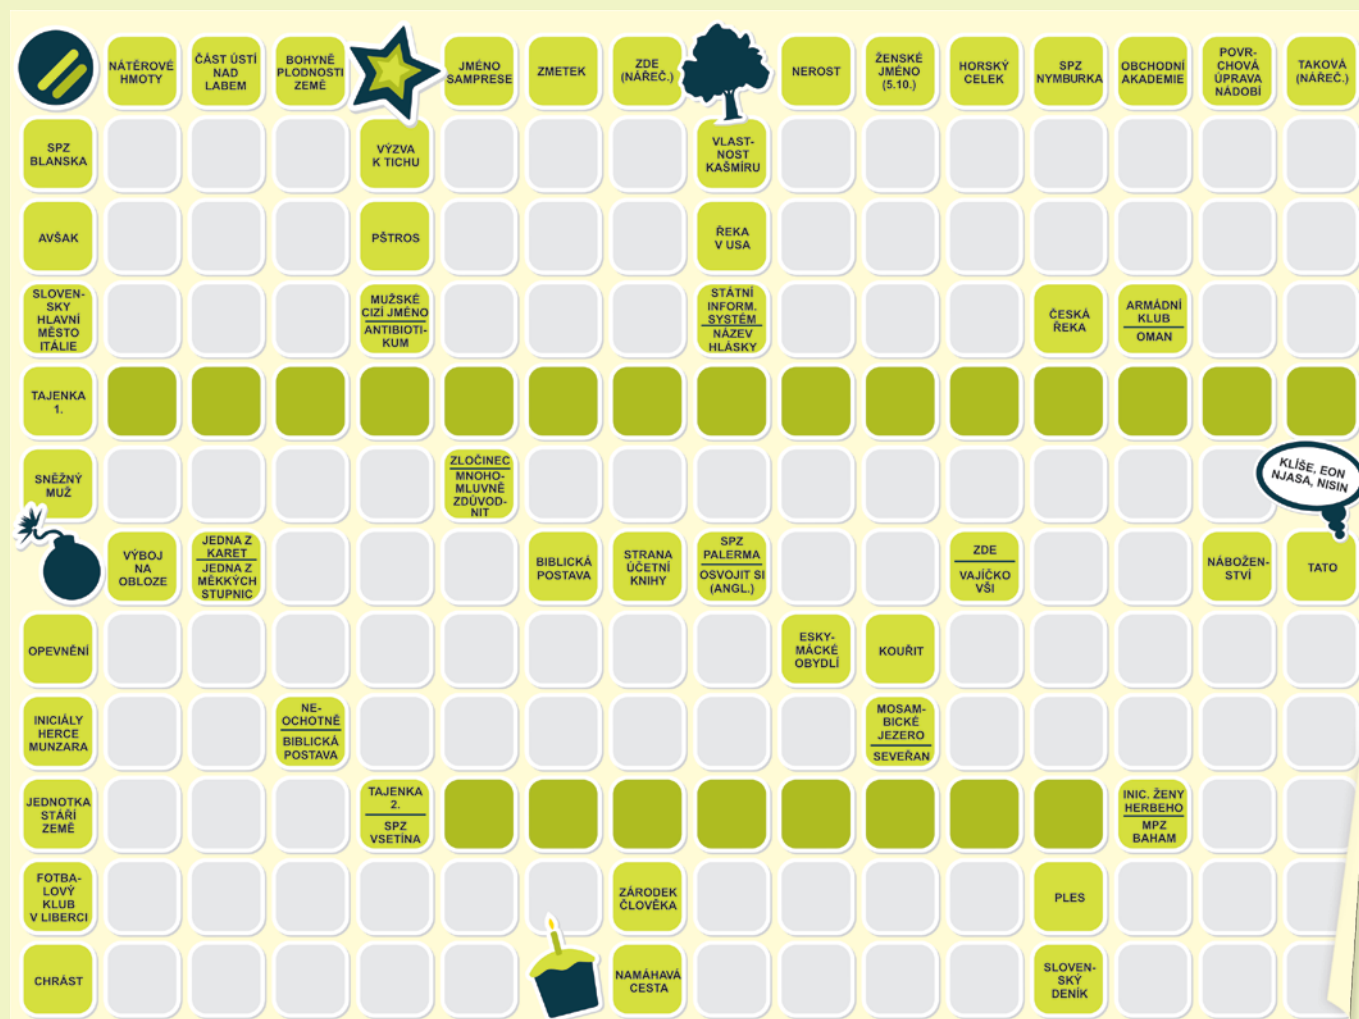 NÁTĚROVÉ
HMOTY
ČÁST ÚSTÍ
NAD
LABEM
BOHYNĚ
PLODNOSTI
ZEMĚ
JMÉNO
SAMPRESE
ZMETEK
ZDE
(NÁŘEČ.)
NEROST
ŽENSKÉ
JMÉNO
(5.10.)
HORSKÝ
CELEK
SPZ
NYMBURKA
OBCHODNÍ
AKADEMIE
POVR-
CHOVÁ
ÚPRAVA
NÁDOBÍ
TAKOVÁ
(NÁŘEČ.)
SPZ
BLANSKA
VÝZVA
K TICHU
VLAST-
NOST
KAŠMÍRU
AVŠAK
PŠTROS
ŘEKA
V USA
SLOVEN-
SKY
HLAVNÍ
MĚSTO
ITÁLIE
MUŽSKÉ
CIZÍ JMÉNO
ANTIBIOTI-
KUM
STÁTNÍ
INFORM.
SYSTÉM
NÁZEV
HLÁSKY
ČESKÁ
ŘEKA
ARMÁDNÍ
KLUB
OMAN
TAJENKA
1.
SNĚŽNÝ
MUŽ
ZLOČINEC
MNOHO-
MLUVNĚ
ZDŮVOD-
NIT
KLÍŠE, EON
NJASA, NISIN
VÝBOJ
NA
OBLOZE
JEDNA Z
KARET
JEDNA Z
MĚKKÝCH
STUPNIC
BIBLICKÁ
POSTAVA
STRANA
ÚČETNÍ
KNIHY
SPZ
PALERMA
OSVOJIT SI
(ANGL.)
ZDE
VAJÍČKO
VŠI
NÁBOŽEN-
STVÍ
TATO
OPEVNĚNÍ
ESKY-
MÁCKÉ
OBYDLÍ
KOUŘIT
INICIÁLY
HERCE
MUNZARA
NE-
OCHOTNĚ
BIBLICKÁ
POSTAVA
MOSAM-
BICKÉ
JEZERO
SEVEŘAN
JEDNOTKA
STÁŘÍ
ZEMĚ
TAJENKA
2.
SPZ
VSETÍNA
INIC. ŽENY
HERBEHO
MPZ
BAHAM
FOTBA-
LOVÝ
KLUB
V LIBERCI
ZÁRODEK
ČLOVĚKA
PLES
CHRÁST
NAMÁHAVÁ
CESTA
SLOVEN-
SKÝ
DENÍK